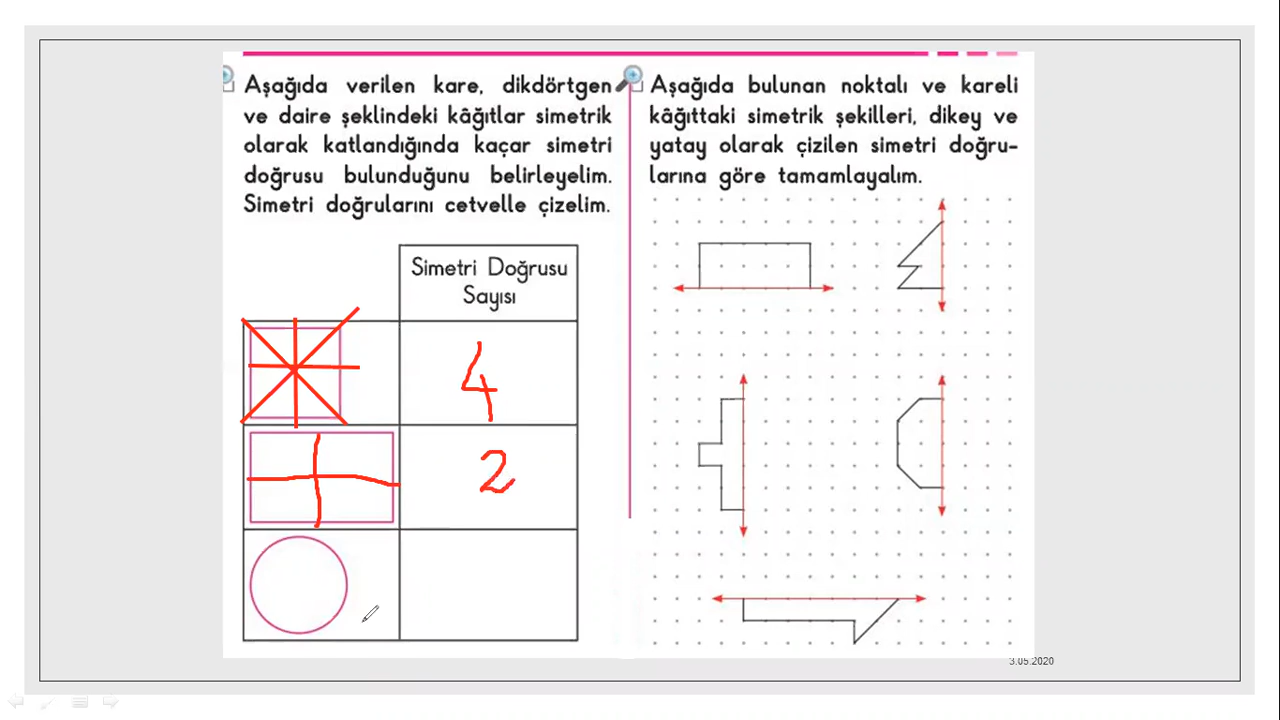 Aşağıda verilen kare, dikdörtgen
ve daire şeklindeki kâğıtlar simetrik
olarak katlandığında kaçar simetri
doğrusu bulunduğunu belirleyelim.
Simetri doğrularını cetvelle çizelim.
Simetri Doğrusu
Sayısı
4
2
Aşağıda bulunan noktalı ve kareli
kâğıttaki simetrik şekilleri, dikey ve
yatay olarak çizilen simetri doğru-
larına göre tamamlayalım.
3.05.2020